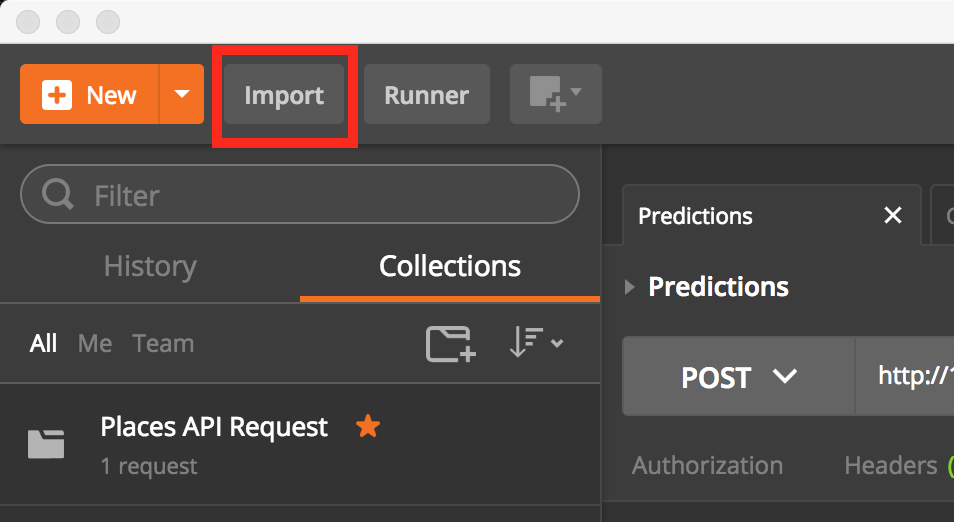 New
Import
Runner
Filter
History
Collections
All Me Team
Places API Request
1 request
Predictions
Predictions
POST
http://
Authorization
Headers